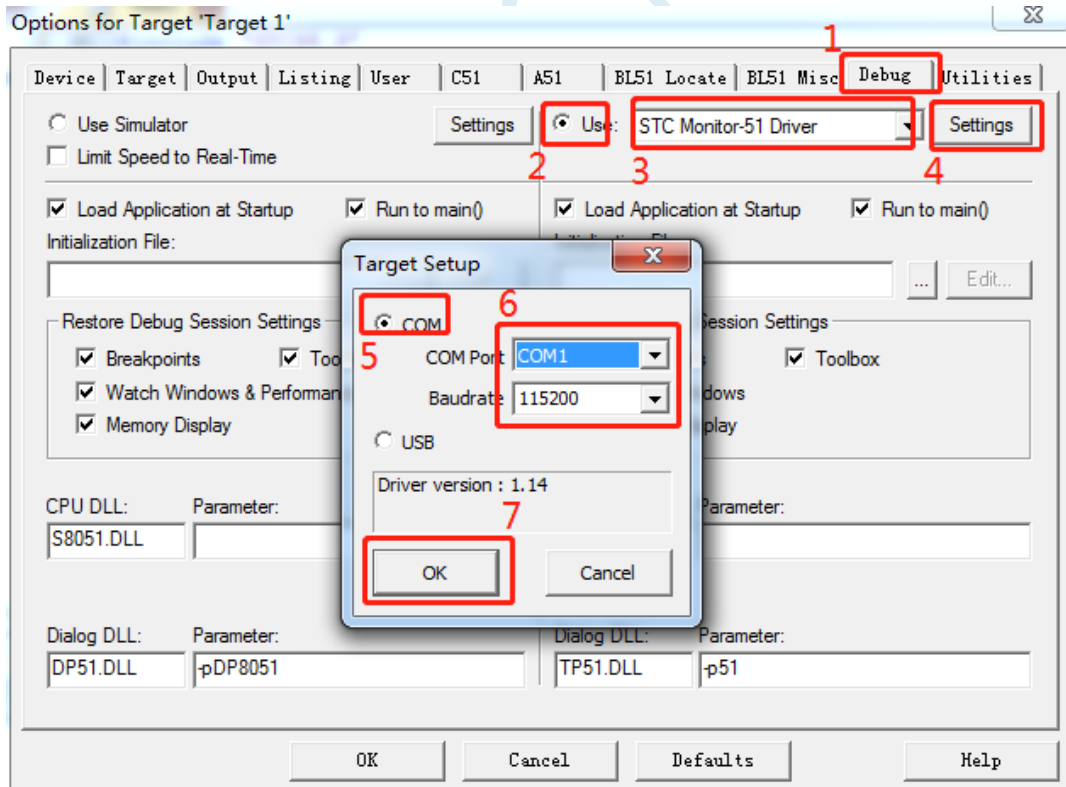 Options for Target 'Target 1'
1
Device Target Output Listing User C51 A51 BL51 Locate BL51 Misc Debug Utilities
Use Simulator Settings Use: STC Monitor-51 Driver Settings
Limit Speed to Real-Time
2 3 4
Load Application at Startup Run to main() Load Application at Startup Run to main()
Initialization File:
... Edit...
Target Setup
Restore Debug Session Settings Session Settings
Breakpoints Toolbox
Watch Windows & Performan
Memory Display
5 COM 6
COM Port COM1
Baudrate 115200
USB
Driver version : 1.14
7
OK Cancel
CPU DLL: Parameter: Parameter:
S8051.DLL
Dialog DLL: Parameter: Dialog DLL: Parameter:
DP51.DLL -pDP8051 TP51.DLL -p51
OK Cancel Defaults Help